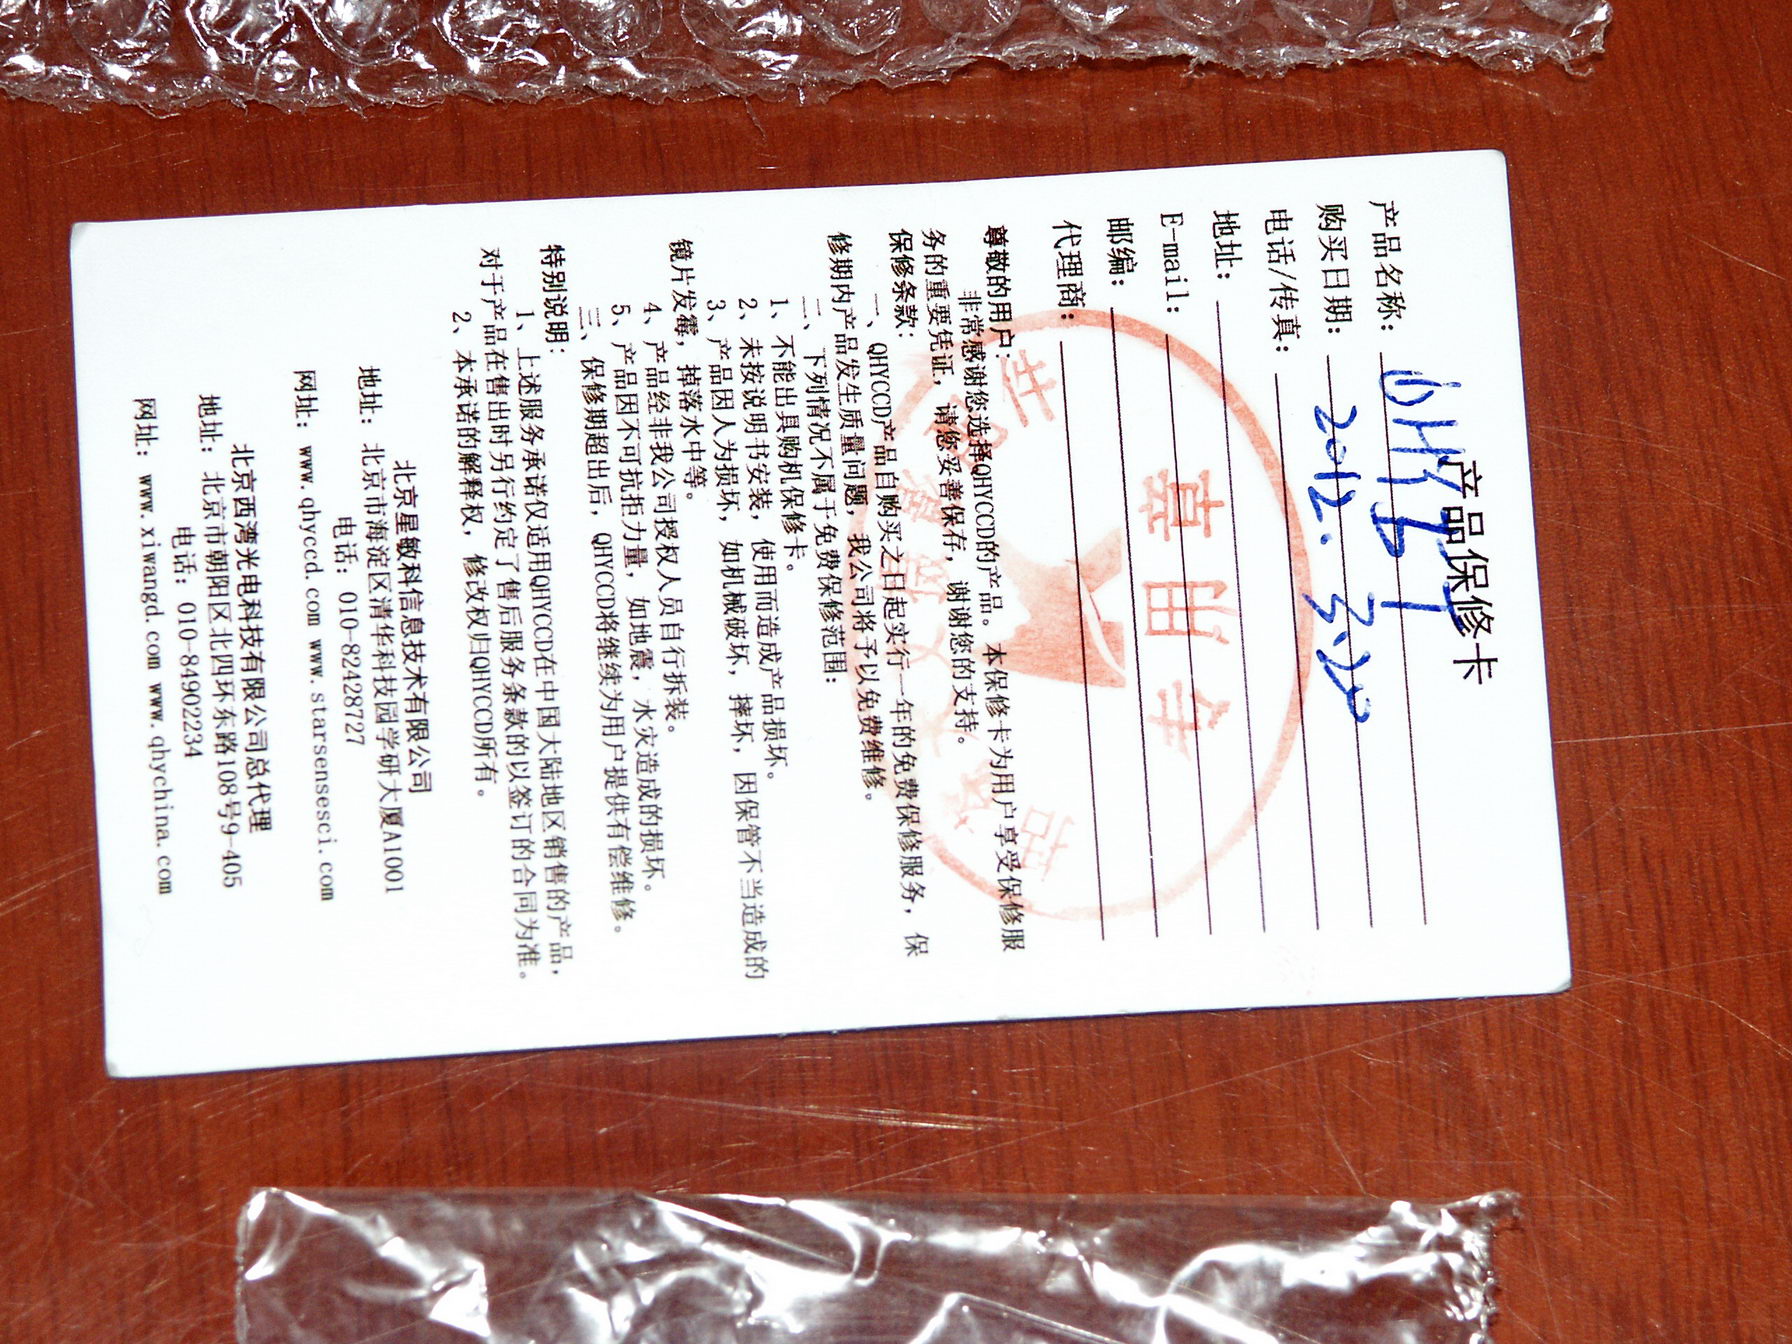 产品保修卡
产品名称:
购买日期: 2012. 3.20
电话/传真:
地址:
E-mail:
邮编:
代理商:
专用章
尊敬的用户:
非常感谢您选择QHYCCD的产品。本保修卡为用户享受保修服
务的重要凭证, 请您妥善保存, 谢谢您的支持。
保修条款:
一、QHYCCD产品自购买之日起实行一年的免费保修服务, 保
修期内产品发生质量问题, 我公司将予以免费维修。
二、下列情况不属于免费保修范围:
1、不能出具购机保修卡。
2、未按说明书安装, 使用而造成产品损坏。
3、产品因人为损坏, 如机械破坏, 摔坏, 因保管不当造成的
镜片发霉, 掉落水中等。
4、产品经非我公司授权人员自行拆装。
5、产品因不可抗拒力量, 如地震, 水灾造成的损坏。
三、保修期超出后, QHYCCD将继续为用户提供有偿维修。
特别说明:
1、上述服务承诺仅适用QHYCCD在中国大陆地区销售的产品,
对于产品在售出时另行约定了售后服务条款的以签订的合同为准。
2、本承诺的解释权, 修改权归QHYCCD所有。
北京星敏科信息技术有限公司
地址: 北京市海淀区清华科技园学研大厦A1001
电话: 010-82428727
网址: www.qhyccd.com www.starsensesci.com
北京西湾光电科技有限公司总代理
地址: 北京市朝阳区北四环东路108号9-405
电话: 010-84902234
网址: www.xiwangd.com www.qhychina.com